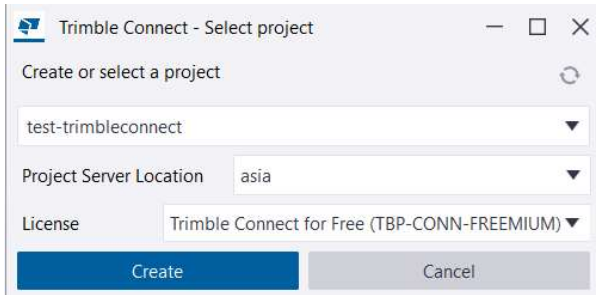 Trimble Connect - Select project
Create or select a project
test-trimbleconnect
Project Server Location asia
License Trimble Connect for Free (TBP-CONN-FREEMIUM)
Create Cancel